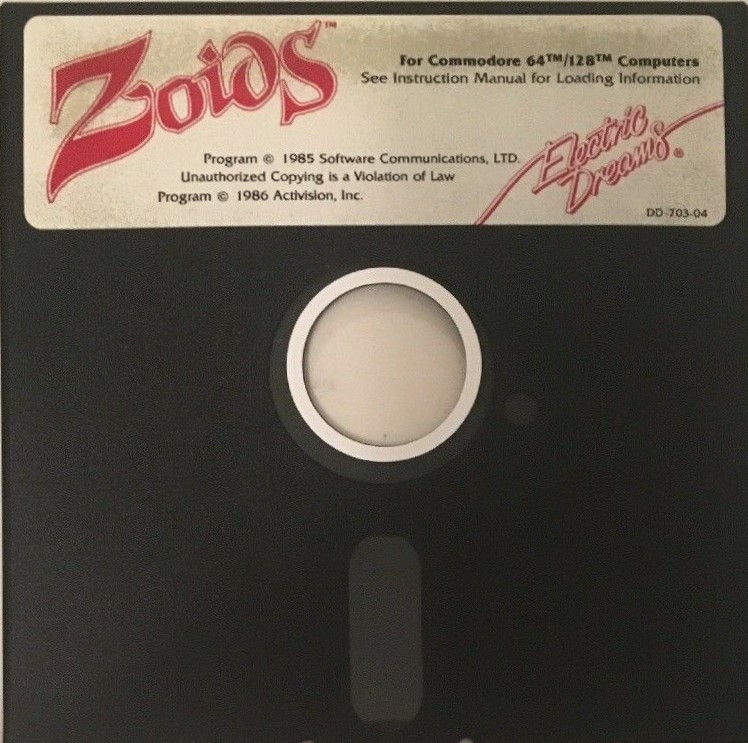 Zoids™
For Commodore 64™/128™ Computers
See Instruction Manual for Loading Information
Program © 1985 Software Communications, LTD.
Unauthorized Copying is a Violation of Law
Program © 1986 Activision, Inc.
Electric
Dreams®
DD-703-04